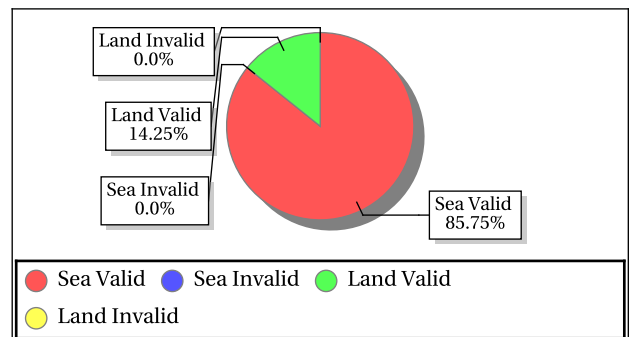 Land Invalid
0.0%
Land Valid
14.25%
Sea Invalid
0.0%
Sea Valid
85.75%
Sea Valid
Sea Invalid
Land Valid
Land Invalid